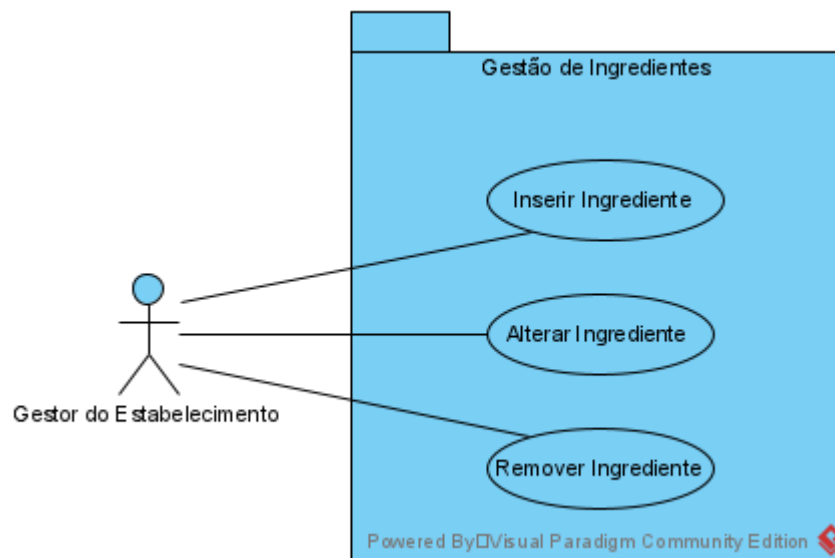 Gestão de Ingredientes
Inserir Ingrediente
Alterar Ingrediente
Gestor do Estabelecimento
Remover Ingrediente
Powered By□Visual Paradigm Community Edition